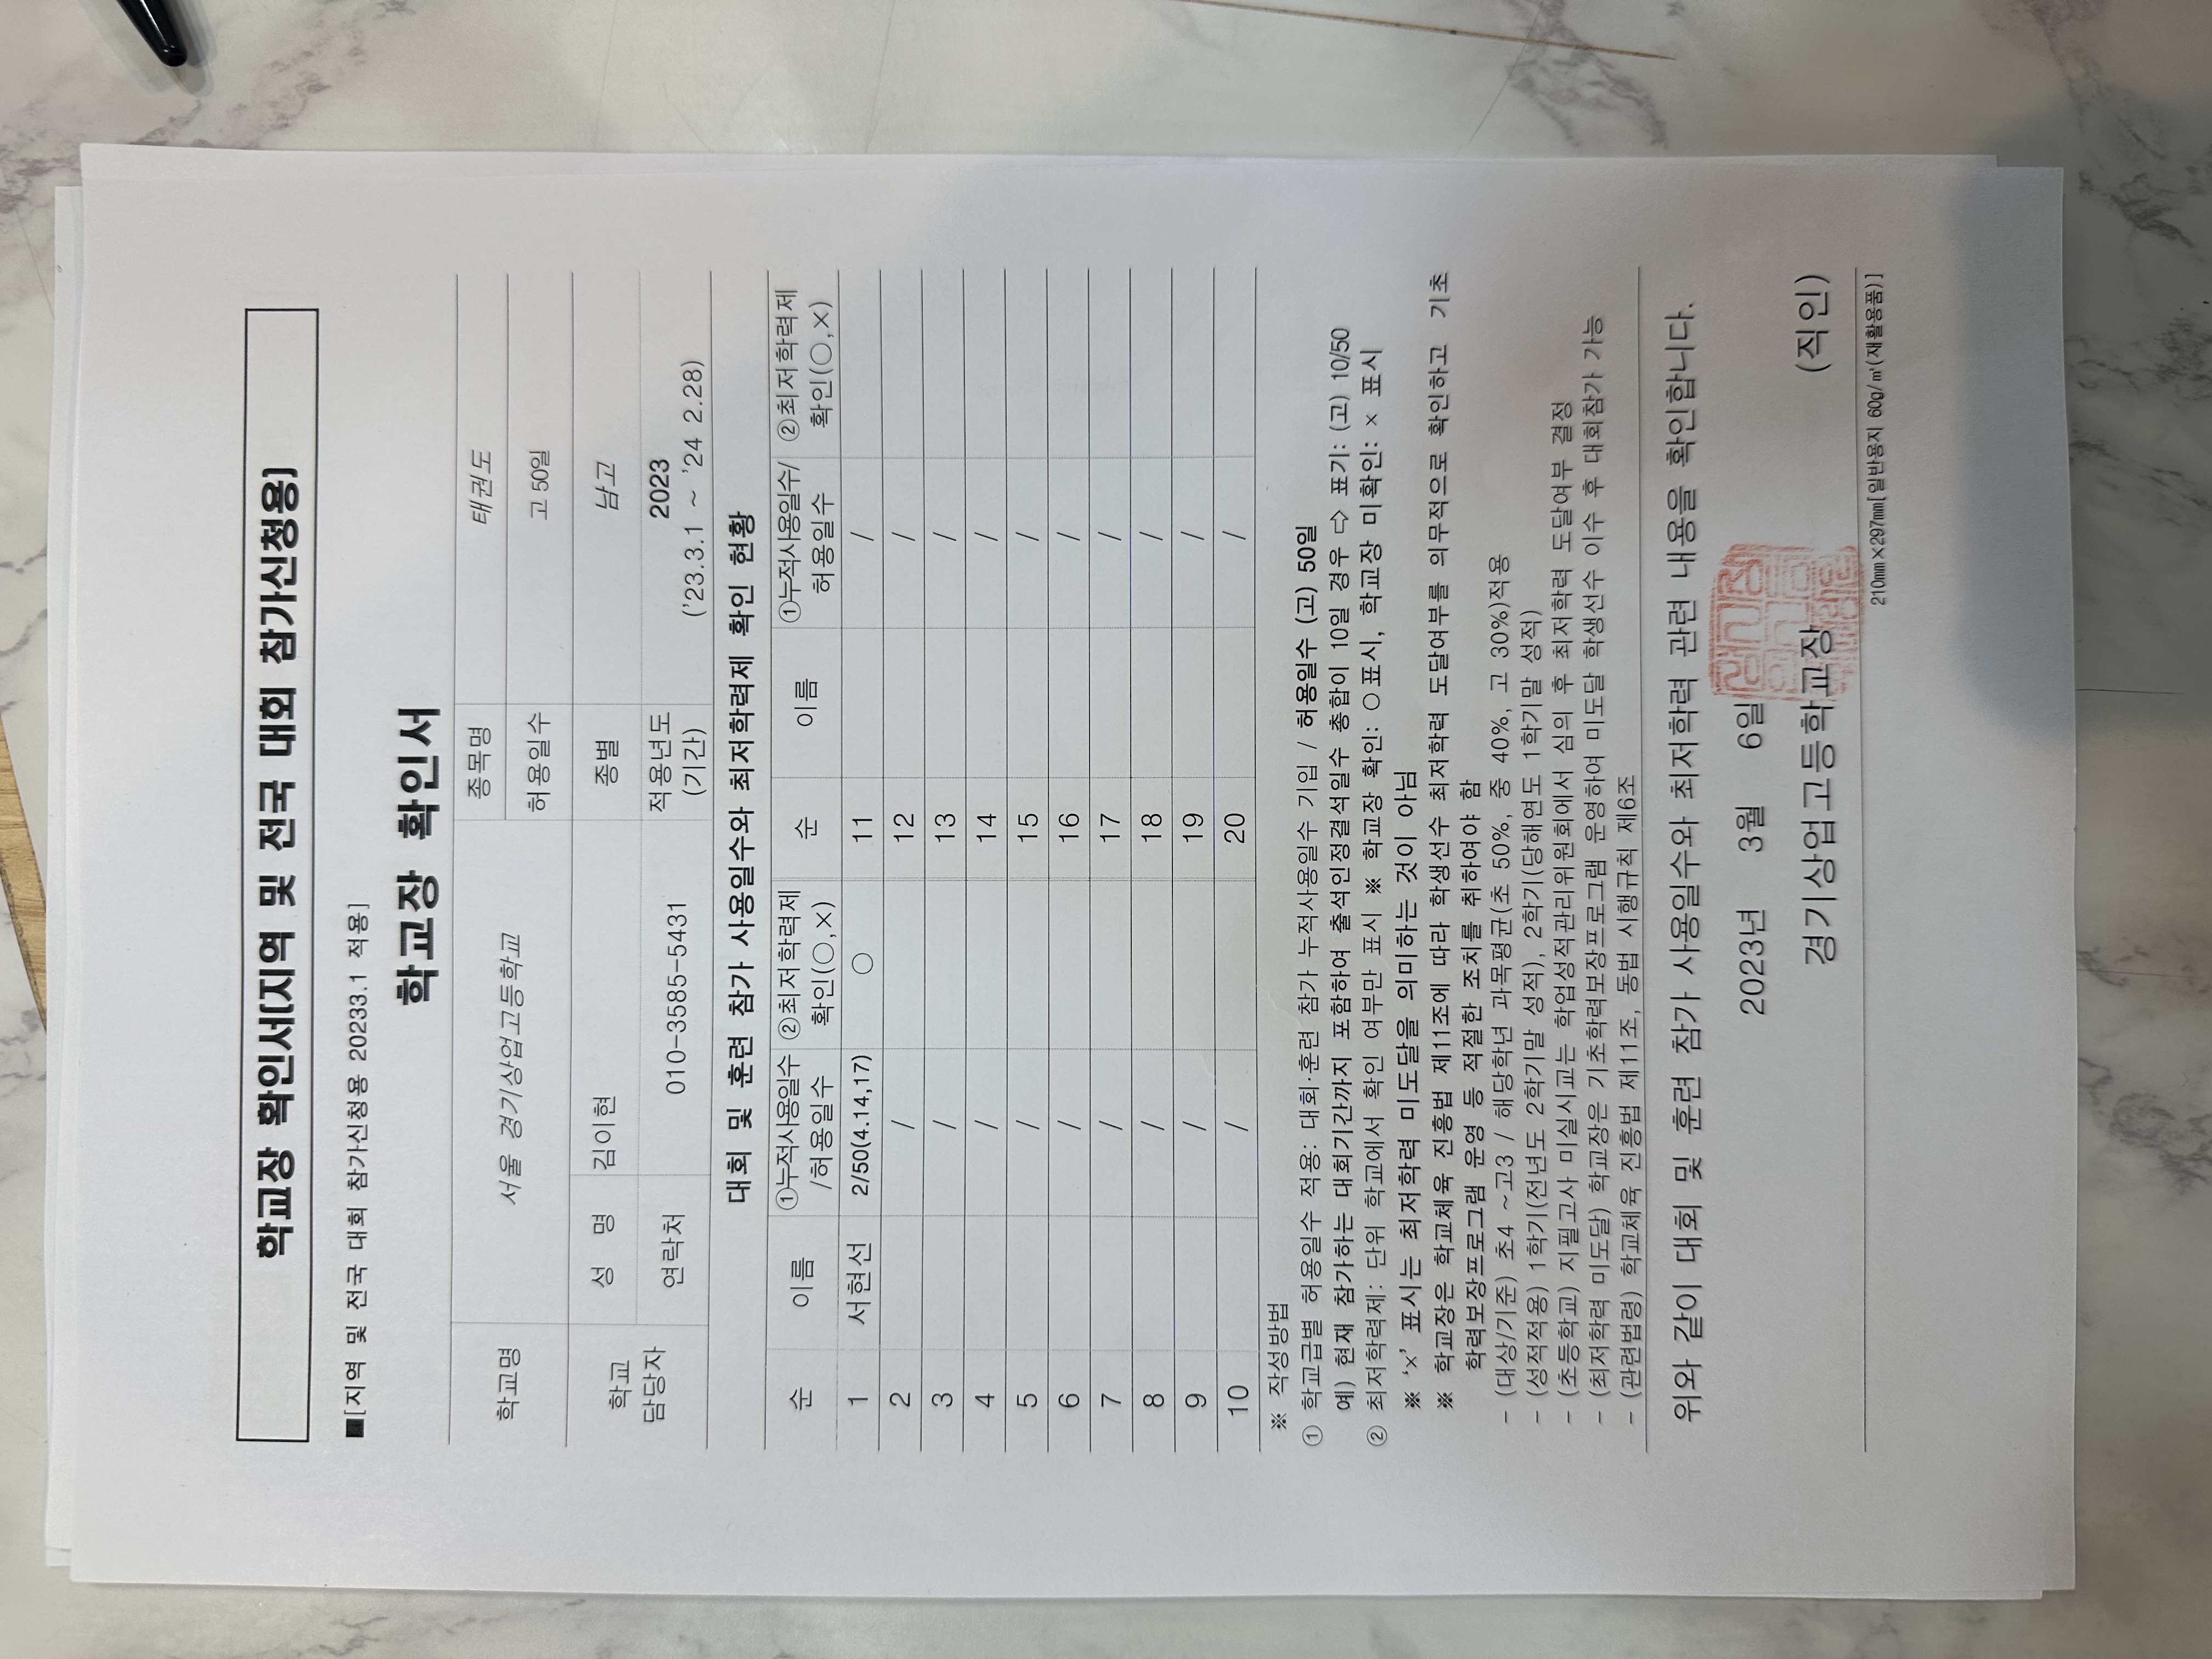 학교장 확인서(지역 및 전국 대회 참가신청용)
■[지역 및 전국 대회 참가신청용 20233.1 적용]
학교장 확인서
학교명 서울 경기상업고등학교 종목명 태권도
허용일수 고 50일
학교 담당자 성 명 김이현 종별 남고
연락처 010-3585-5431 적용년도 (기간) 2023 ('23.3.1 ~ '24 2.28)
대회 및 훈련 참가 사용일수와 최저학력제 확인 현황
순 이름 ①누적사용일수/허용일수 ②최저학력제 확인(○,×) 순 이름 ①누적사용일수/허용일수 ②최저학력제 확인(○,×)
1 서현선 2/50(4.14,17) ○ 11 /
2 / 12 /
3 / 13 /
4 / 14 /
5 / 15 /
6 / 16 /
7 / 17 /
8 / 18 /
9 / 19 /
10 / 20 /
※ 작성방법
① 학교급별 허용일수 적용: 대회·훈련 참가 누적사용일수 기입 / 허용일수 (고) 50일
예) 현재 참가하는 대회기간까지 포함하여 출석인정결석일수 총합이 10일 경우 ⇨ 표기: (고) 10/50
② 최저학력제: 단위 학교에서 확인 여부만 표시 ※ 학교장 확인: ○표시, 학교장 미확인: × 표시
※ '×' 표시는 최저학력 미도달을 의미하는 것이 아님
※ 학교장은 학교체육 진흥법 제11조에 따라 학생선수 최저학력 도달여부를 의무적으로 확인하고 기초
학력보장프로그램 운영 등 적절한 조치를 취하여야 함
- (대상/기준) 초4 ~고3 / 해당학년 과목평균(초 50%, 중 40%, 고 30%)적용
- (성적적용) 1학기(전년도 2학기말 성적), 2학기(당해연도 1학기말 성적)
- (초등학교) 지필고사 미실시교는 학업성적관리위원회에서 심의 후 최저학력 도달여부 결정
- (최저학력 미도달) 학교장은 기초학력보장프로그램 운영하여 미도달 학생선수 이수 후 대회참가 가능
- (관련법령) 학교체육 진흥법 제11조, 동법 시행규칙 제6조
위와 같이 대회 및 훈련 참가 사용일수와 최저학력 관련 내용을 확인합니다.
2023년 3월 6일
경기상업고등학교장 (직인)
210mm×297mm[일반용지 60g/㎡(재활용품)]